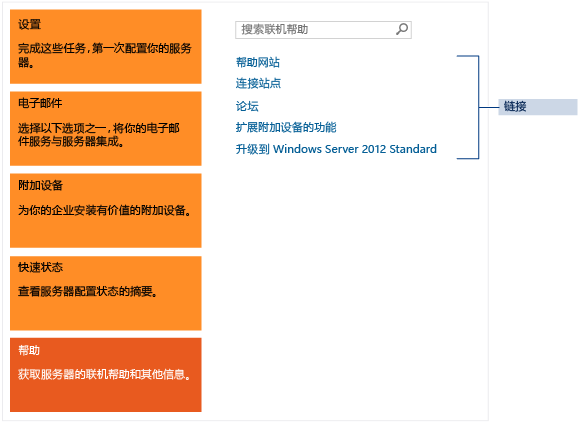 设置
完成这些任务，第一次配置你的服务
器。
电子邮件
选择以下选项之一，将你的电子邮
件服务与服务器集成。
附加设备
为你的企业安装有价值的附加设备。
快速状态
查看服务器配置状态的摘要。
帮助
获取服务器的联机帮助和其他信息。
搜索联机帮助
帮助网站
连接站点
论坛
扩展附加设备的功能
升级到 Windows Server 2012 Standard
链接